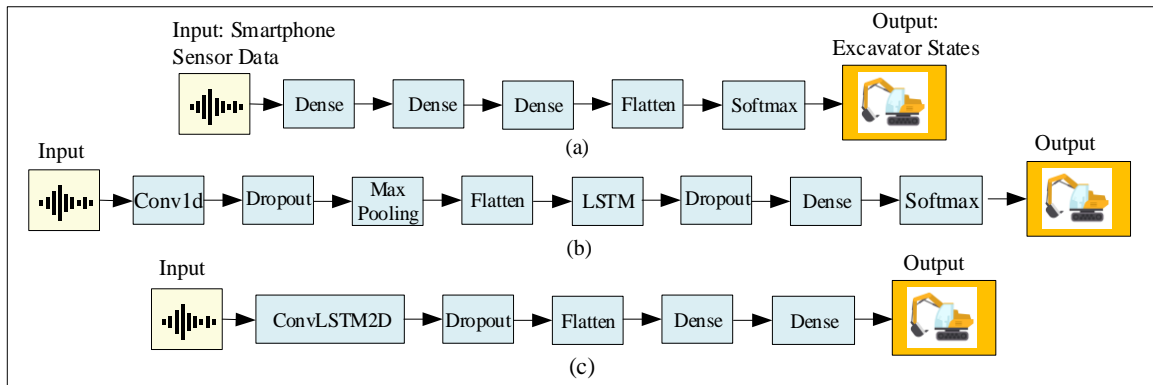 Input: Smartphone
Sensor Data
Output:
Excavator States
Dense
Dense
Dense
Flatten
Softmax
(a)
Input
Output
Conv1d
Dropout
Max
Pooling
Flatten
LSTM
Dropout
Dense
Softmax
(b)
Input
Output
ConvLSTM2D
Dropout
Flatten
Dense
Dense
(c)